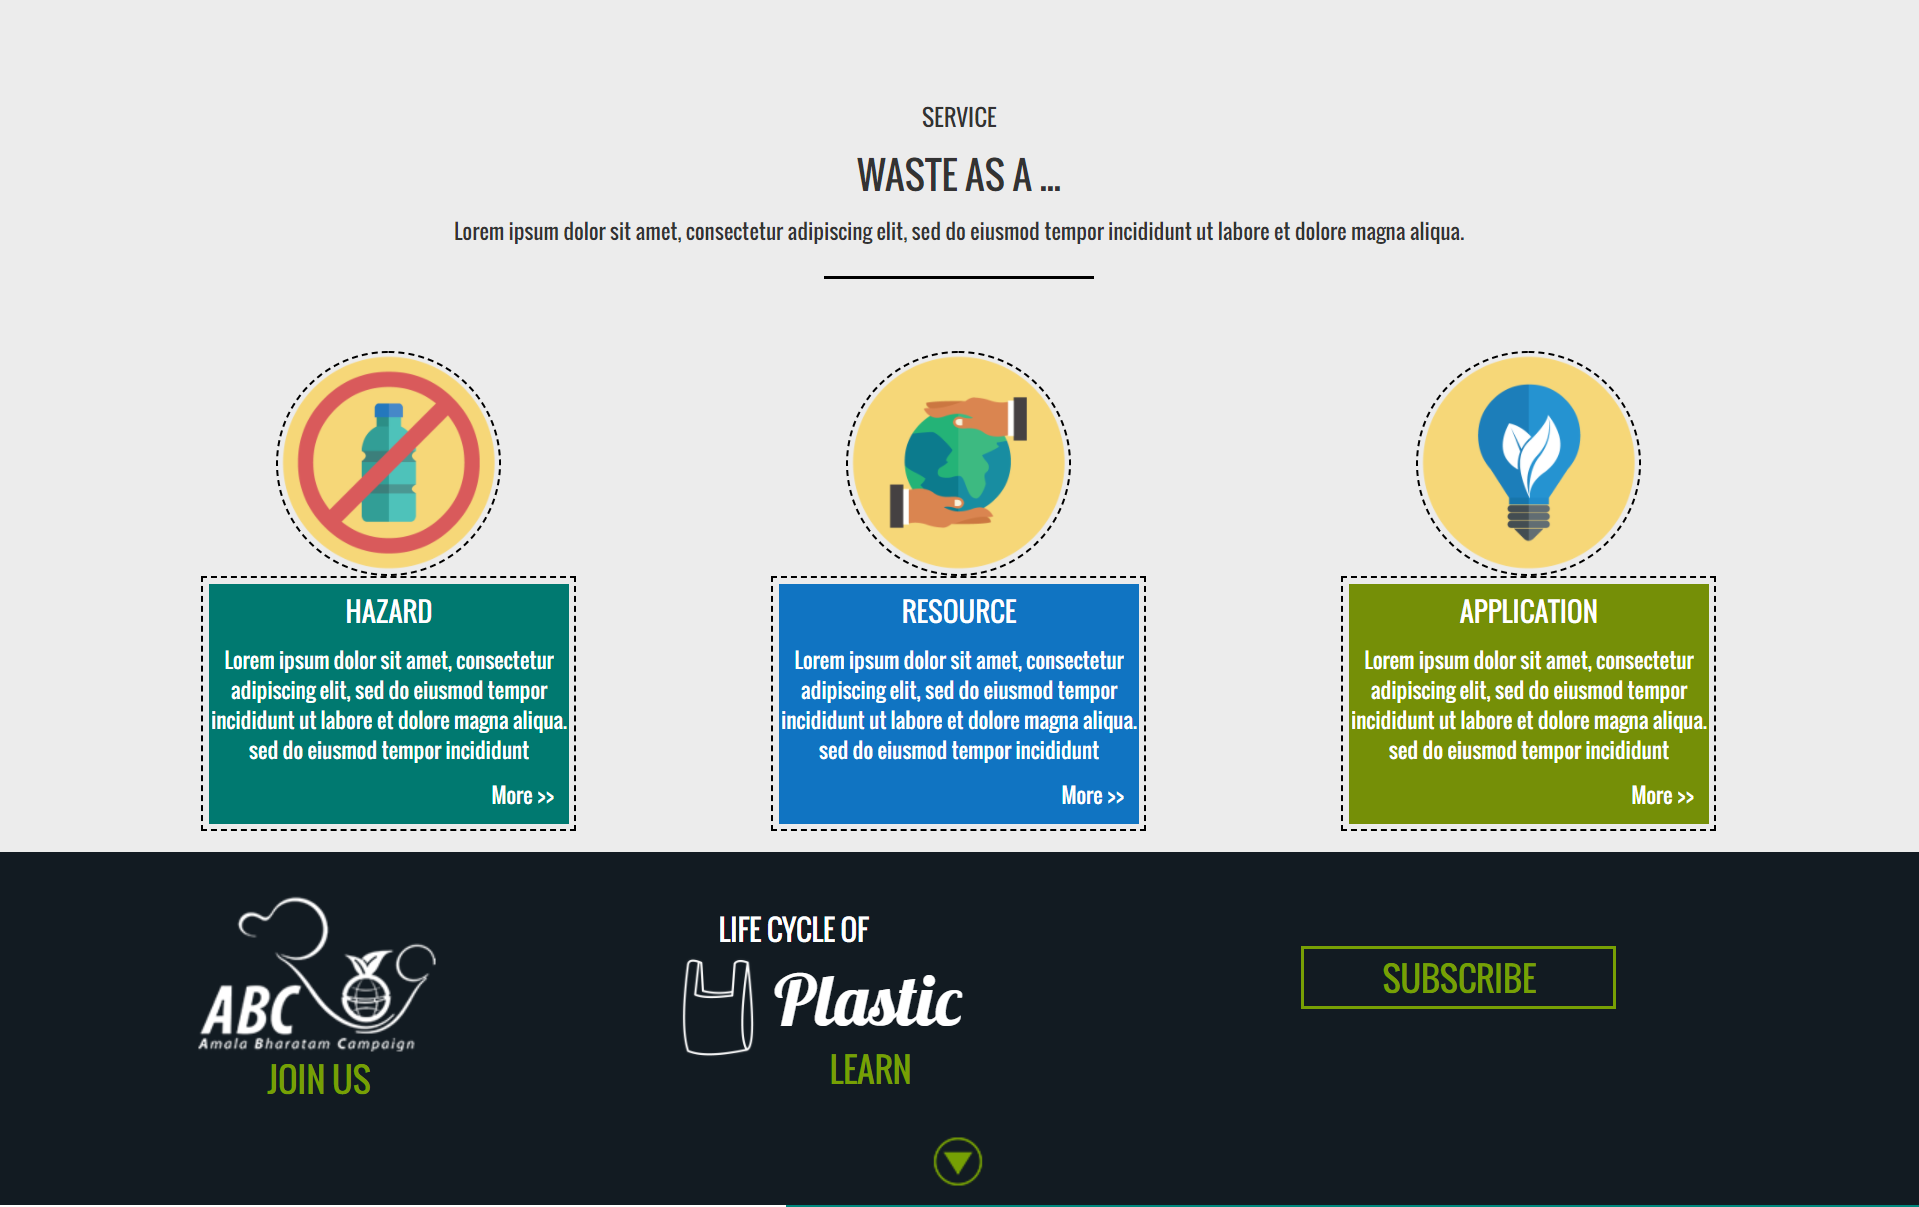 SERVICE
WASTE AS A ...
Lorem ipsum dolor sit amet, consectetur adipiscing elit, sed do eiusmod tempor incididunt ut labore et dolore magna aliqua.
HAZARD
Lorem ipsum dolor sit amet, consectetur
adipiscing elit, sed do eiusmod tempor
incididunt ut labore et dolore magna aliqua.
sed do eiusmod tempor incididunt
More >>
RESOURCE
Lorem ipsum dolor sit amet, consectetur
adipiscing elit, sed do eiusmod tempor
incididunt ut labore et dolore magna aliqua.
sed do eiusmod tempor incididunt
More >>
APPLICATION
Lorem ipsum dolor sit amet, consectetur
adipiscing elit, sed do eiusmod tempor
incididunt ut labore et dolore magna aliqua.
sed do eiusmod tempor incididunt
More >>
ABC
Amala Bharatam Campaign
JOIN US
LIFE CYCLE OF
Plastic
LEARN
SUBSCRIBE